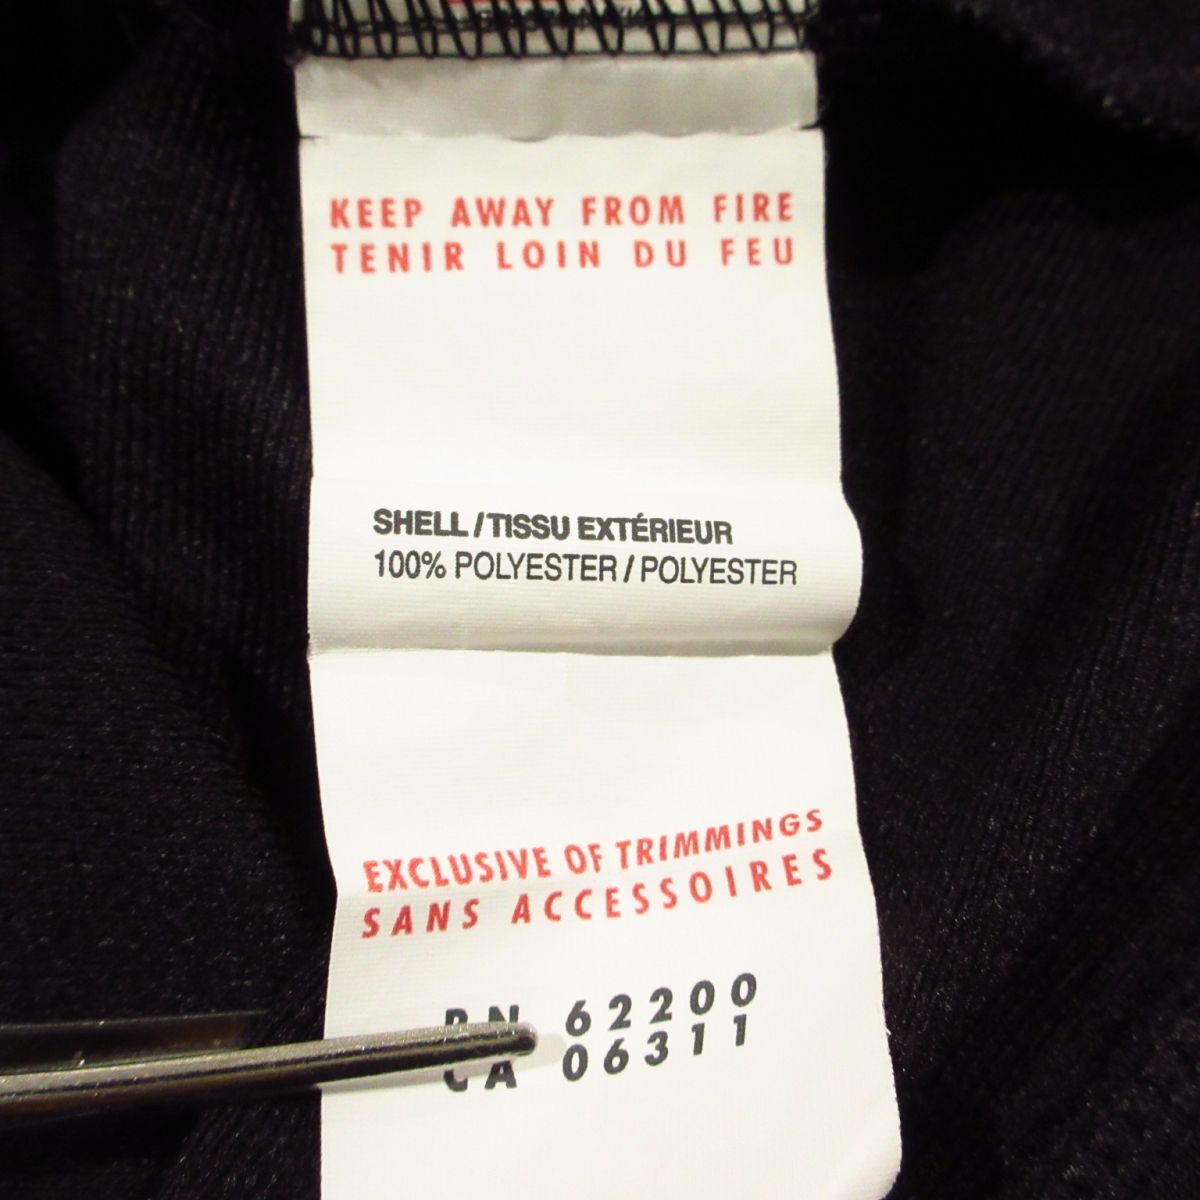 KEEP AWAY FROM FIRE
TENIR LOIN DU FEU
SHELL / TISSU EXTÉRIEUR
100% POLYESTER / POLYESTER
EXCLUSIVE OF TRIMMINGS
SANS ACCESSOIRES
RN 62200
CA 06311